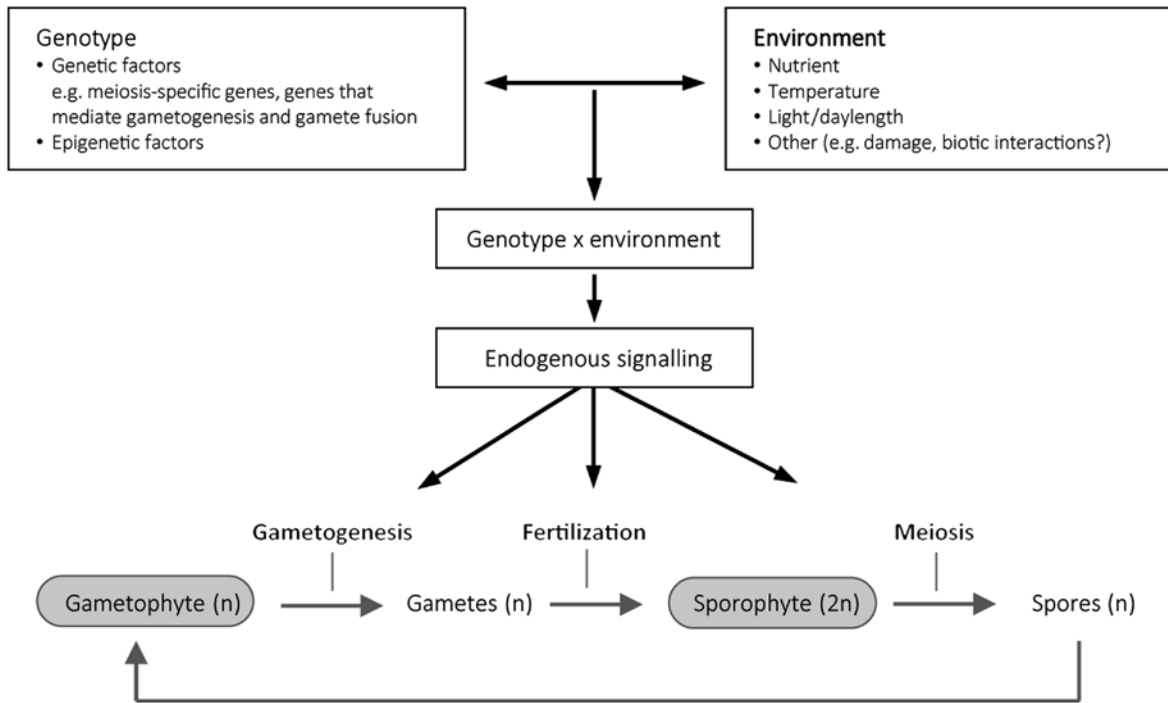 Genotype
• Genetic factors
e.g. meiosis-specific genes, genes that
mediate gametogenesis and gamete fusion
• Epigenetic factors
Environment
• Nutrient
• Temperature
• Light/daylength
• Other (e.g. damage, biotic interactions?)
Genotype x environment
Endogenous signalling
Gametogenesis
Fertilization
Meiosis
Gametophyte (n)
Gametes (n)
Sporophyte (2n)
Spores (n)